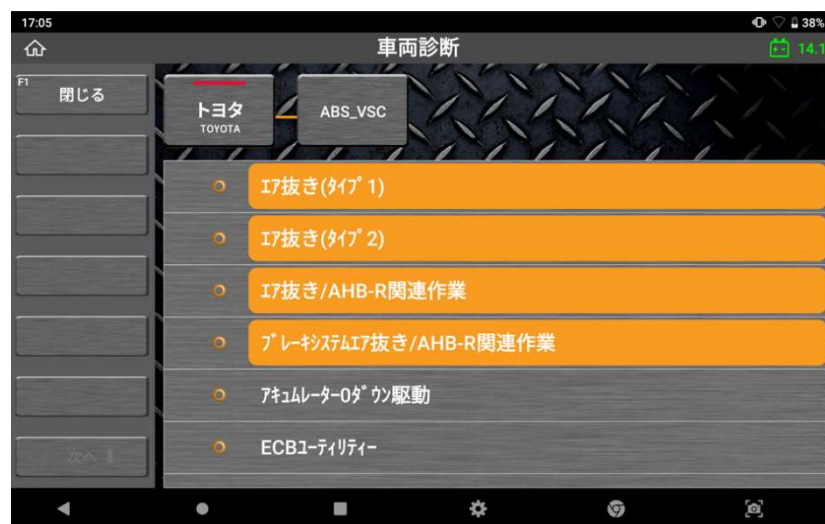 17:05
38%
車両診断
14.1
F1
閉じる
トヨタ
TOYOTA
ABS_VSC
ｴｱ抜き(ﾀｲﾌﾟ1)
ｴｱ抜き(ﾀｲﾌﾟ2)
ｴｱ抜き/AHB-R関連作業
ﾌﾞﾚｰｷｼｽﾃﾑｴｱ抜き/AHB-R関連作業
ｱｷｭﾑﾚｰﾀｰ0ﾀﾞｳﾝ駆動
ECBﾕｰﾃｨﾘﾃｨｰ
次へ ⬇